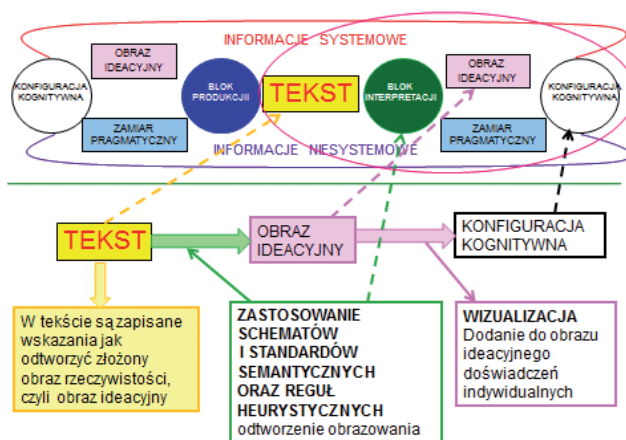 INFORMACJE SYSTEMOWE
OBRAZ
IDEACYJNY
OBRAZ
IDEACYJNY
KONFIGURACJA
KOGNITYWNA
BLOK
PRODUKCJII
TEKST
BLOK
INTERPRETACJI
KONFIGURACJA
KOGNITYWNA
ZAMIAR
PRAGMATYCZNY
ZAMIAR
PRAGMATYCZNY
INFORMACJE NIESYSTEMOWE
TEKST
OBRAZ
IDEACYJNY
KONFIGURACJA
KOGNITYWNA
W tekście są zapisane
wskazania jak
odtworzyć złożony
obraz rzeczywistości,
czyli obraz ideacyjny
ZASTOSOWANIE
SCHEMATÓW
I STANDARDÓW
SEMANTYCZNYCH
ORAZ REGUŁ
HEURYSTYCZNYCH
odtworzenie obrazowania
WIZUALIZACJA
Dodanie do obrazu
ideacyjnego
doświadczeń
indywidualnych